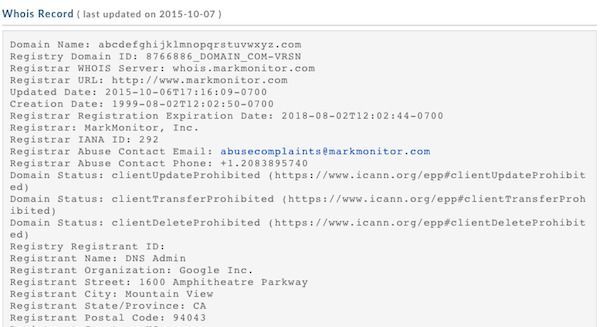 Whois Record ( last updated on 2015-10-07 )
Domain Name: abcdefghijklmnopqrstuvwxyz.com
Registry Domain ID: 8766886_DOMAIN_COM-VRSN
Registrar WHOIS Server: whois.markmonitor.com
Registrar URL: http://www.markmonitor.com
Updated Date: 2015-10-06T17:16:09-0700
Creation Date: 1999-08-02T12:02:50-0700
Registrar Registration Expiration Date: 2018-08-02T12:02:44-0700
Registrar: MarkMonitor, Inc.
Registrar IANA ID: 292
Registrar Abuse Contact Email: abusecomplaints@markmonitor.com
Registrar Abuse Contact Phone: +1.2083895740
Domain Status: clientUpdateProhibited (https://www.icann.org/epp#clientUpdateProhibit
ed)
Domain Status: clientTransferProhibited (https://www.icann.org/epp#clientTransferProh
ibited)
Domain Status: clientDeleteProhibited (https://www.icann.org/epp#clientDeleteProhibit
ed)
Registry Registrant ID:
Registrant Name: DNS Admin
Registrant Organization: Google Inc.
Registrant Street: 1600 Amphitheatre Parkway
Registrant City: Mountain View
Registrant State/Province: CA
Registrant Postal Code: 94043